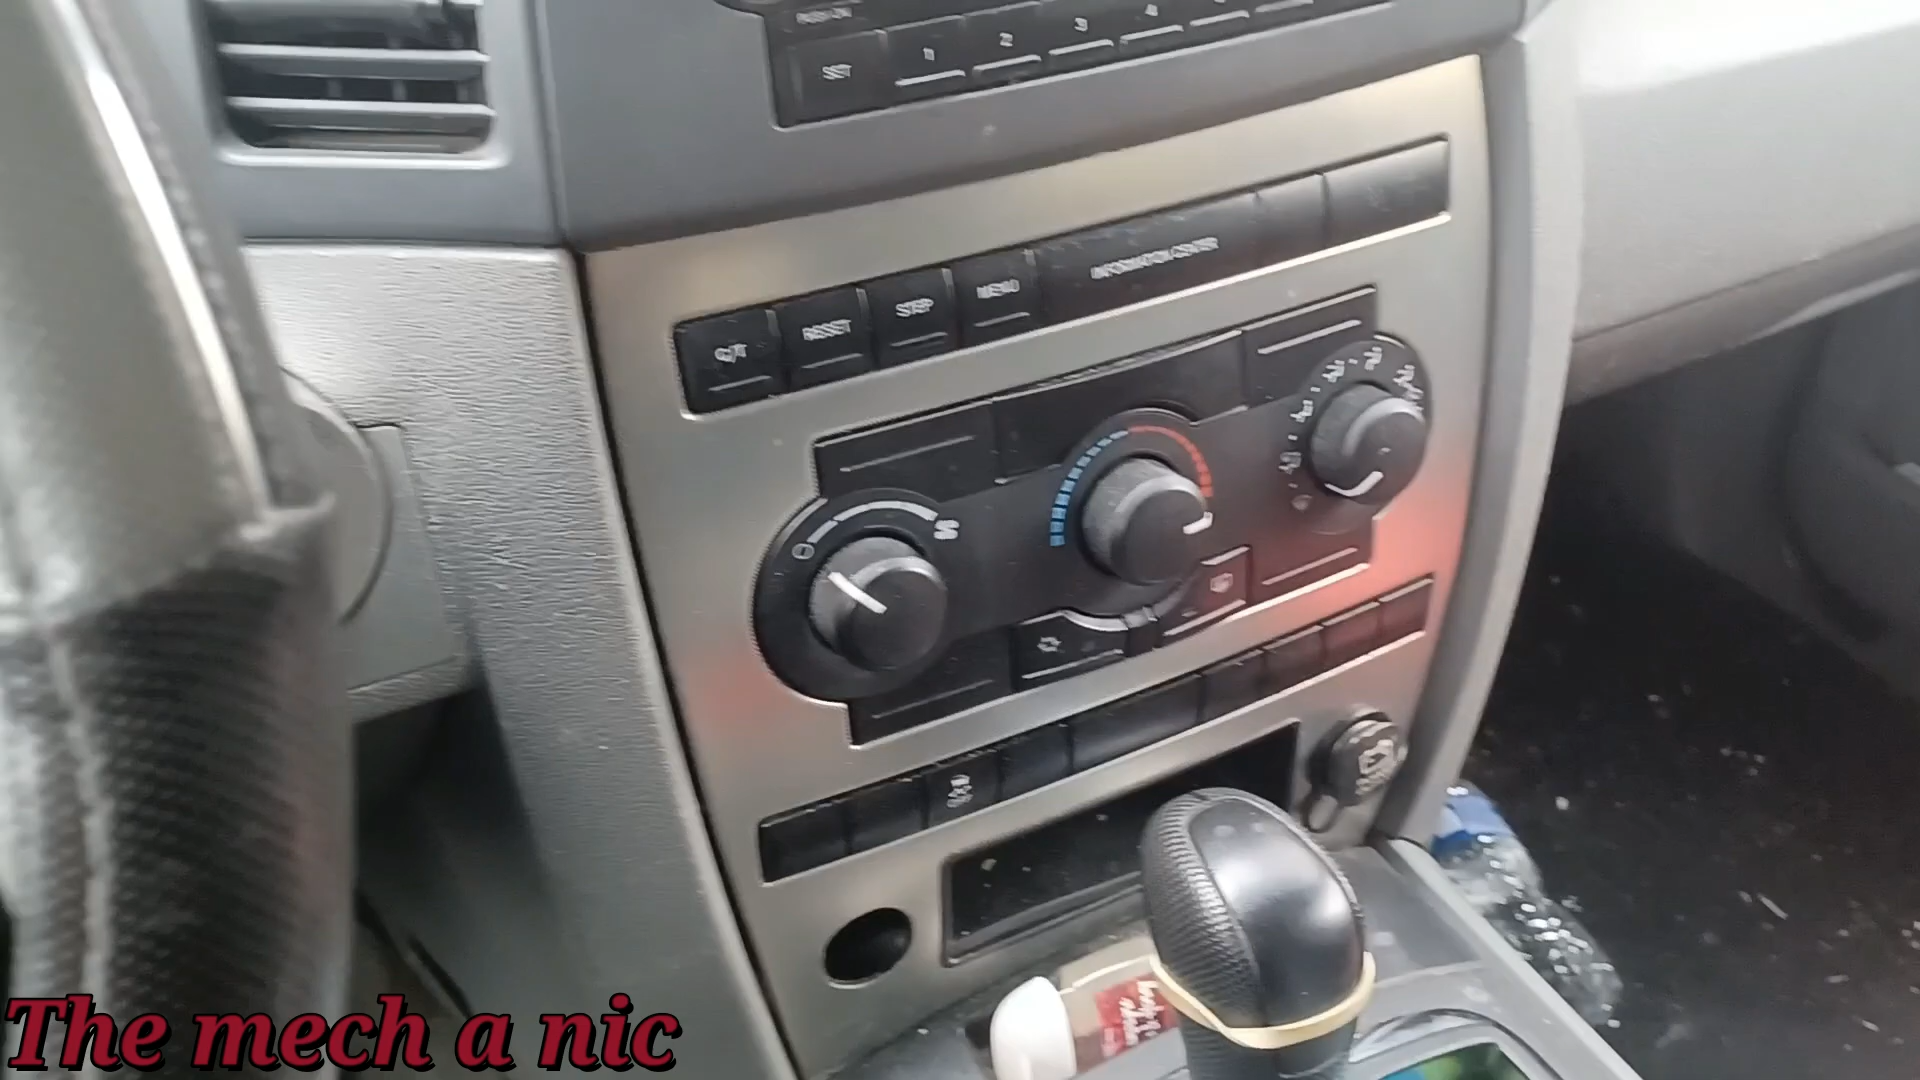 SET 1 2 3 4
C/T RESET STEP MENU INFORMATION CENTER
The mech a nic